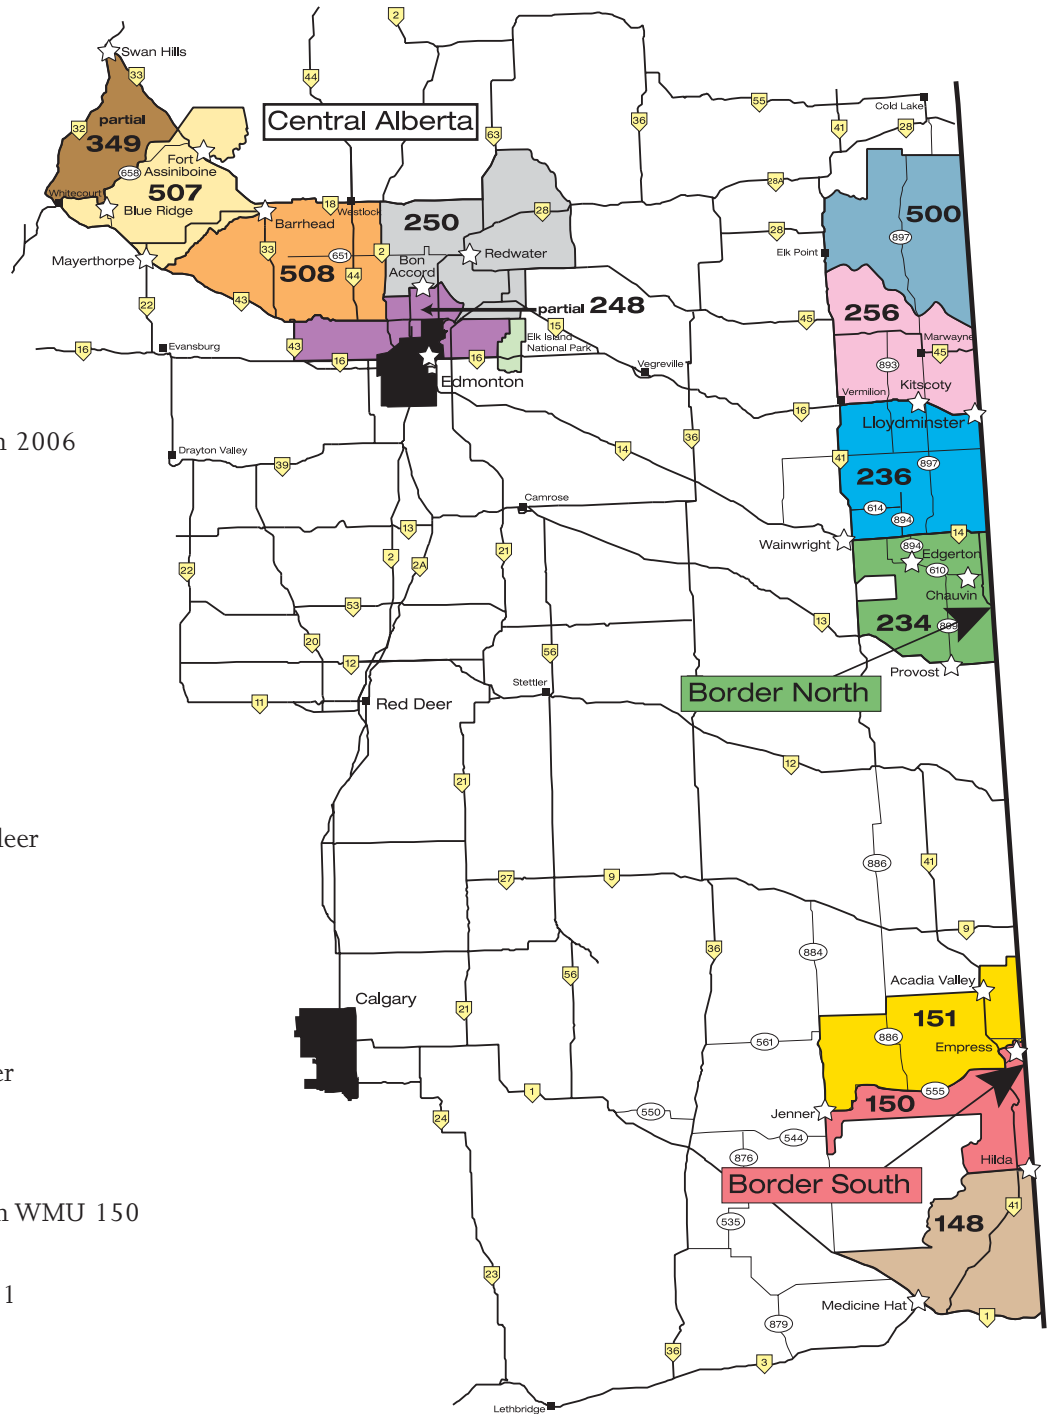 2
Swan Hills
33
44
55
Cold Lake
Central Alberta
partial
32
349
63
36
41
28
Fort
Assiniboine
658
507
28A
Whitecourt
Blue Ridge
18
Westlock
Barrhead
250
28
500
897
28
Elk Point
33
651
2
Redwater
Bon
Accord
Mayerthorpe
508
44
43
22
partial 248
256
45
15
Elk Island
National Park
Marwayne
45
Evansburg
43
16
16
16
Vegreville
893
Edmonton
Kitscoty
Vermilion
16
Lloydminster
n 2006
36
14
Drayton Valley
39
41
897
236
Camrose
614
894
13
14
Wainwright
894
Edgerton
2
21
2A
22
610
Chauvin
53
13
234
20
12
56
Provost
Stettler
Border North
11
Red Deer
12
21
leer
886
41
27
9
9
36
884
56
Acadia Valley
Calgary
21
151
886
561
Empress
er
1
555
150
550
Jenner
24
544
876
Hilda
Border South
n WMU 150
535
41
148
23
1
Medicine Hat
1
879
36
3
Lethbridge